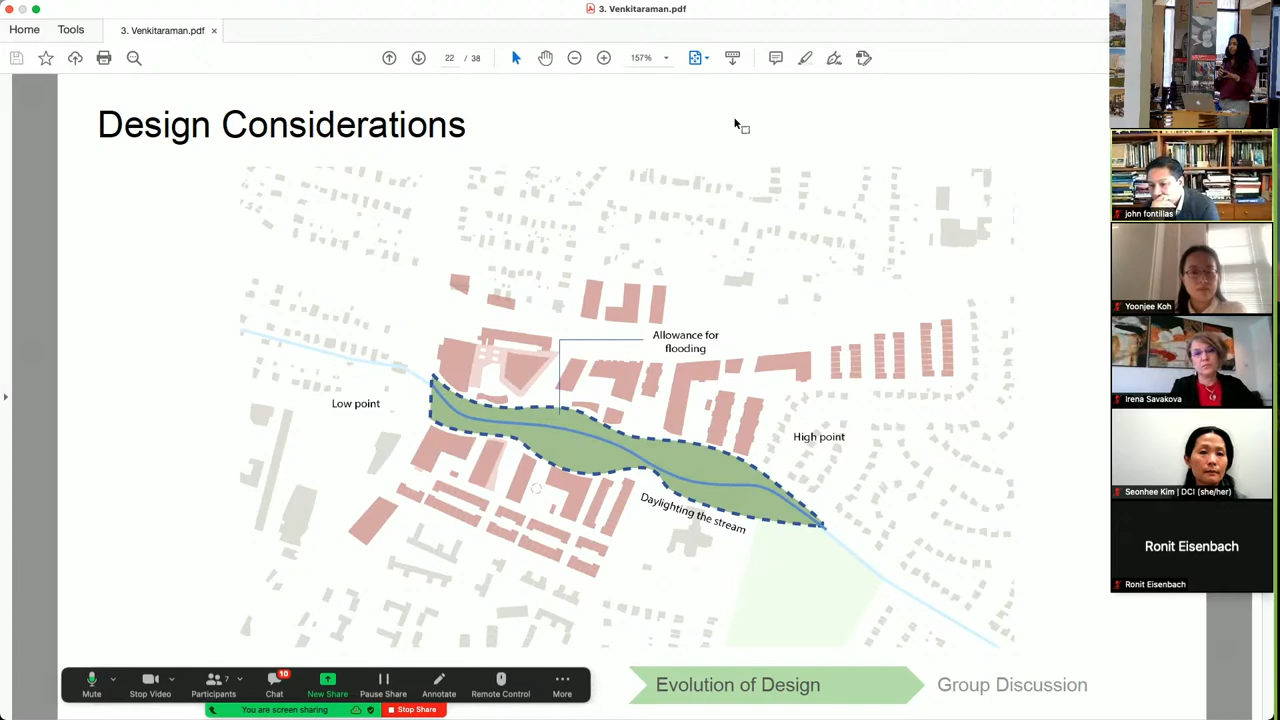 3. Venkitaraman.pdf
Home
Tools
3. Venkitaraman.pdf ×
22 / 38
157%
Design Considerations
Allowance for
flooding
Low point
High point
Daylighting the stream
john fontillas
Yoonjee Koh
Irena Savakova
Seonhee Kim | DCI (she/her)
Ronit Eisenbach
Ronit Eisenbach
7
10
Mute
Stop Video
Participants
Chat
New Share
Pause Share
Annotate
Remote Control
More
You are screen sharing
Stop Share
Evolution of Design
Group Discussion